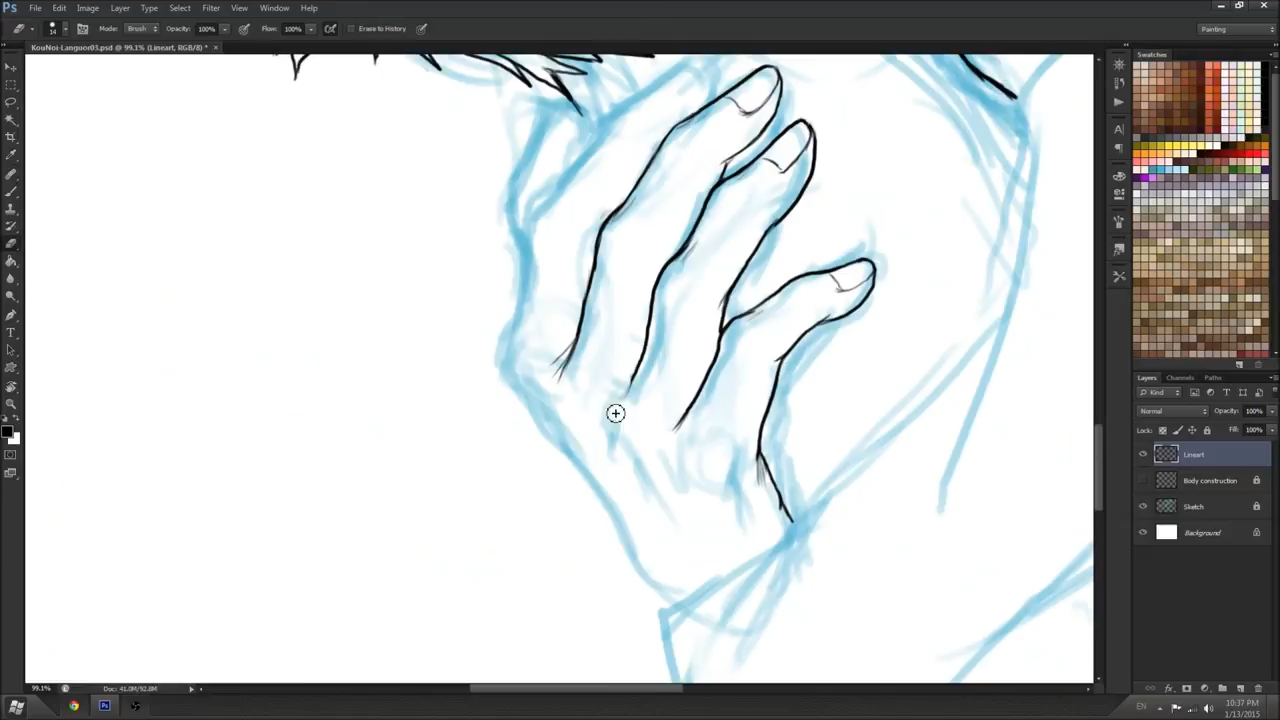 Ps File Edit Image Layer Type Select Filter View Window Help
14 Mode: Brush Opacity: 100% Flow: 100% Erase to History Painting
KouNoi-Languor03.psd @ 99.1% (Lineart, RGB/8) * ×
Swatches
Layers Channels Paths
Kind
Normal Opacity: 100%
Lock: Fill: 100%
Lineart
Body construction
Sketch
Background
99.1% Doc: 41.0M/92.8M
EN 10:37 PM
1/13/2015